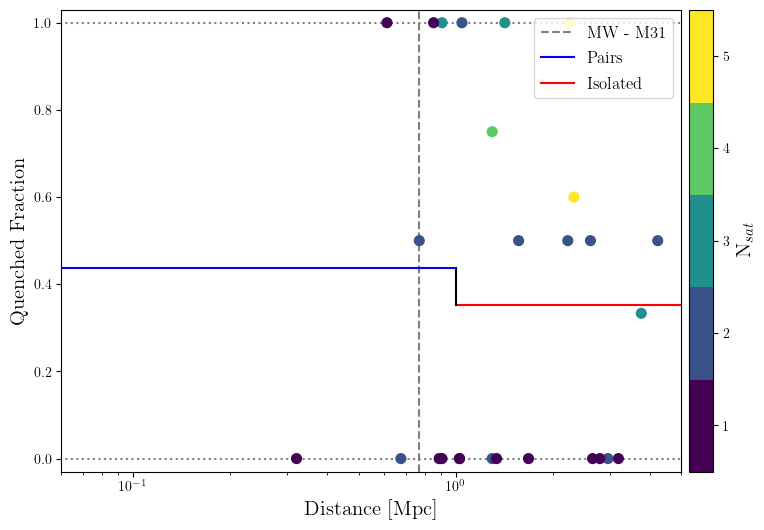 MW - M31
Pairs
Isolated
1.0
0.8
0.6
0.4
0.2
0.0
Quenched Fraction
10⁻¹
10⁰
Distance [Mpc]
5
4
3
2
1
N_sat